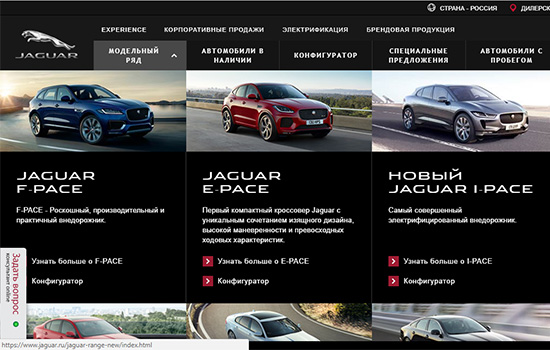 СТРАНА - РОССИЯ
ДИЛЕРСК
EXPERIENCE
КОРПОРАТИВНЫЕ ПРОДАЖИ
ЭЛЕКТРИФИКАЦИЯ
БРЕНДОВАЯ ПРОДУКЦИЯ
JAGUAR
МОДЕЛЬНЫЙ
РЯД
АВТОМОБИЛИ В
НАЛИЧИИ
КОНФИГУРАТОР
СПЕЦИАЛЬНЫЕ
ПРЕДЛОЖЕНИЯ
АВТОМОБИЛИ С
ПРОБЕГОМ
JAGUAR
F-PACE
F-PACE - Роскошный, производительный и
практичный внедорожник.
Узнать больше о F-PACE
Конфигуратор
JAGUAR
E-PACE
Первый компактный кроссовер Jaguar с
уникальным сочетанием изящного дизайна,
высокой маневренности и превосходных
ходовых характеристик.
Узнать больше о E-PACE
Конфигуратор
НОВЫЙ
JAGUAR I-PACE
Самый совершенный
электрифицированный внедорожник.
Узнать больше о I-PACE
Конфигуратор
Задать вопрос
консультант online
https://www.jaguar.ru/jaguar-range-new/index.html